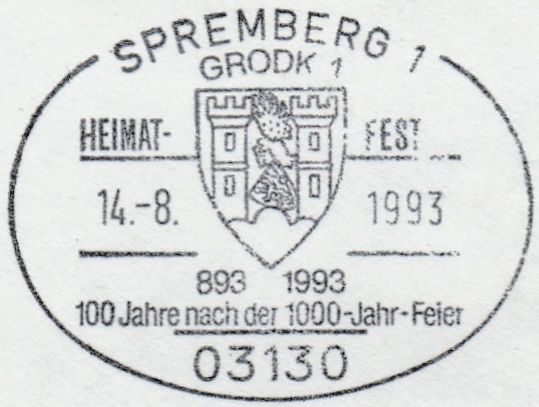 SPREMBERG 1
GRODK 1
HEIMAT- FEST
14.-8. 1993
893 1993
100 Jahre nach der 1000-Jahr-Feier
03130